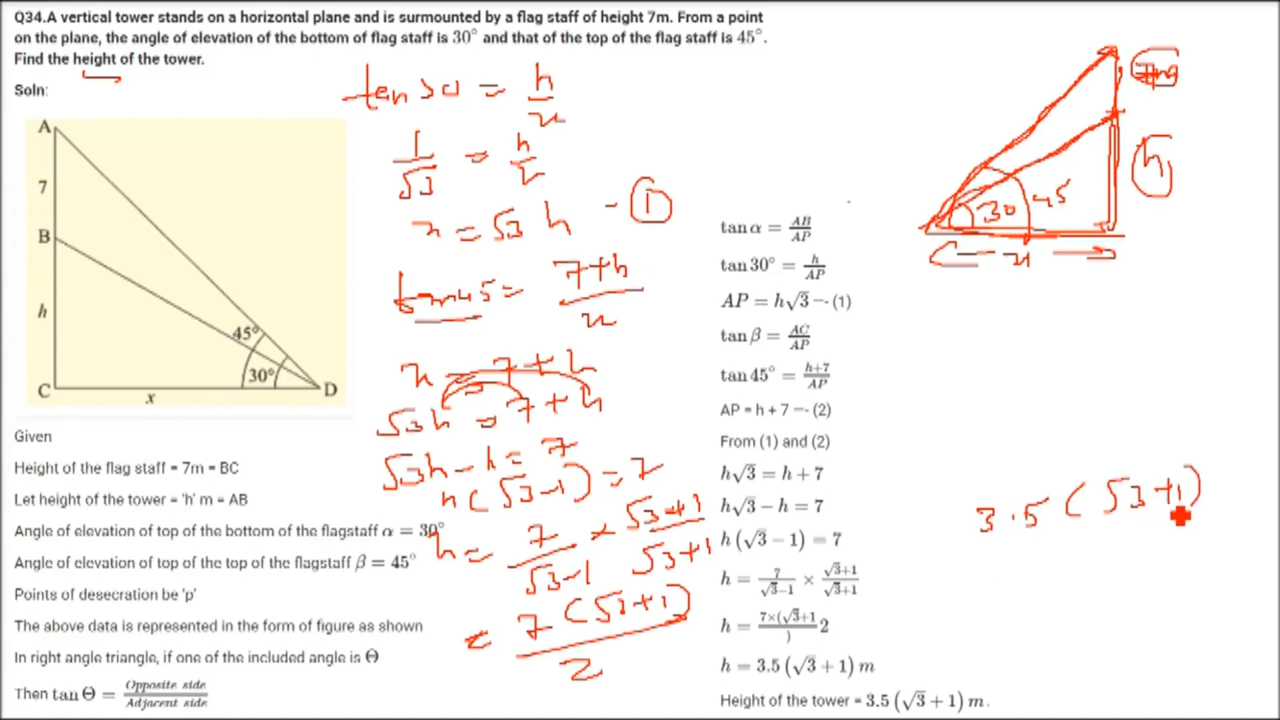 Q34.A vertical tower stands on a horizontal plane and is surmounted by a flag staff of height 7m. From a point
on the plane, the angle of elevation of the bottom of flag staff is 30° and that of the top of the flag staff is 45°.
Find the height of the tower.
Soln:
A
7
B
h
45°
30°
C
x
D
Given
Height of the flag staff = 7m = BC
Let height of the tower = 'h' m = AB
Angle of elevation of top of the bottom of the flagstaff α = 30°
Angle of elevation of top of the top of the flagstaff β = 45°
Points of desecration be 'p'
The above data is represented in the form of figure as shown
In right angle triangle, if one of the included angle is Θ
Then tan Θ = Opposite side / Adjacent side
tan 30 = h/x
1/√3 = h/x
x = √3 h - ①
tan 45 = 7+h/x
x = 7+h
√3h = 7+h
√3h - h = 7
h(√3-1) = 7
h = 7/√3-1 × √3+1/√3+1
= 7(√3+1)/2
tan α = AB/AP
tan 30° = h/AP
AP = h√3 -- (1)
tan β = AC/AP
tan 45° = h+7/AP
AP = h + 7 -- (2)
From (1) and (2)
h√3 = h + 7
h√3 − h = 7
h(√3 − 1) = 7
h = 7/√3−1 × √3+1/√3+1
h = 7×(√3+1/) 2
h = 3.5(√3 + 1) m
Height of the tower = 3.5(√3 + 1) m.
7m
h
30
45
x
3.5(√3+1)